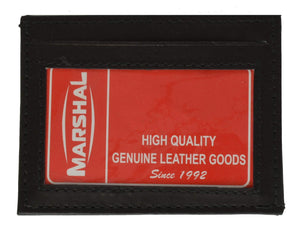 MARSHAL
HIGH QUALITY
GENUINE LEATHER GOODS
Since 1992